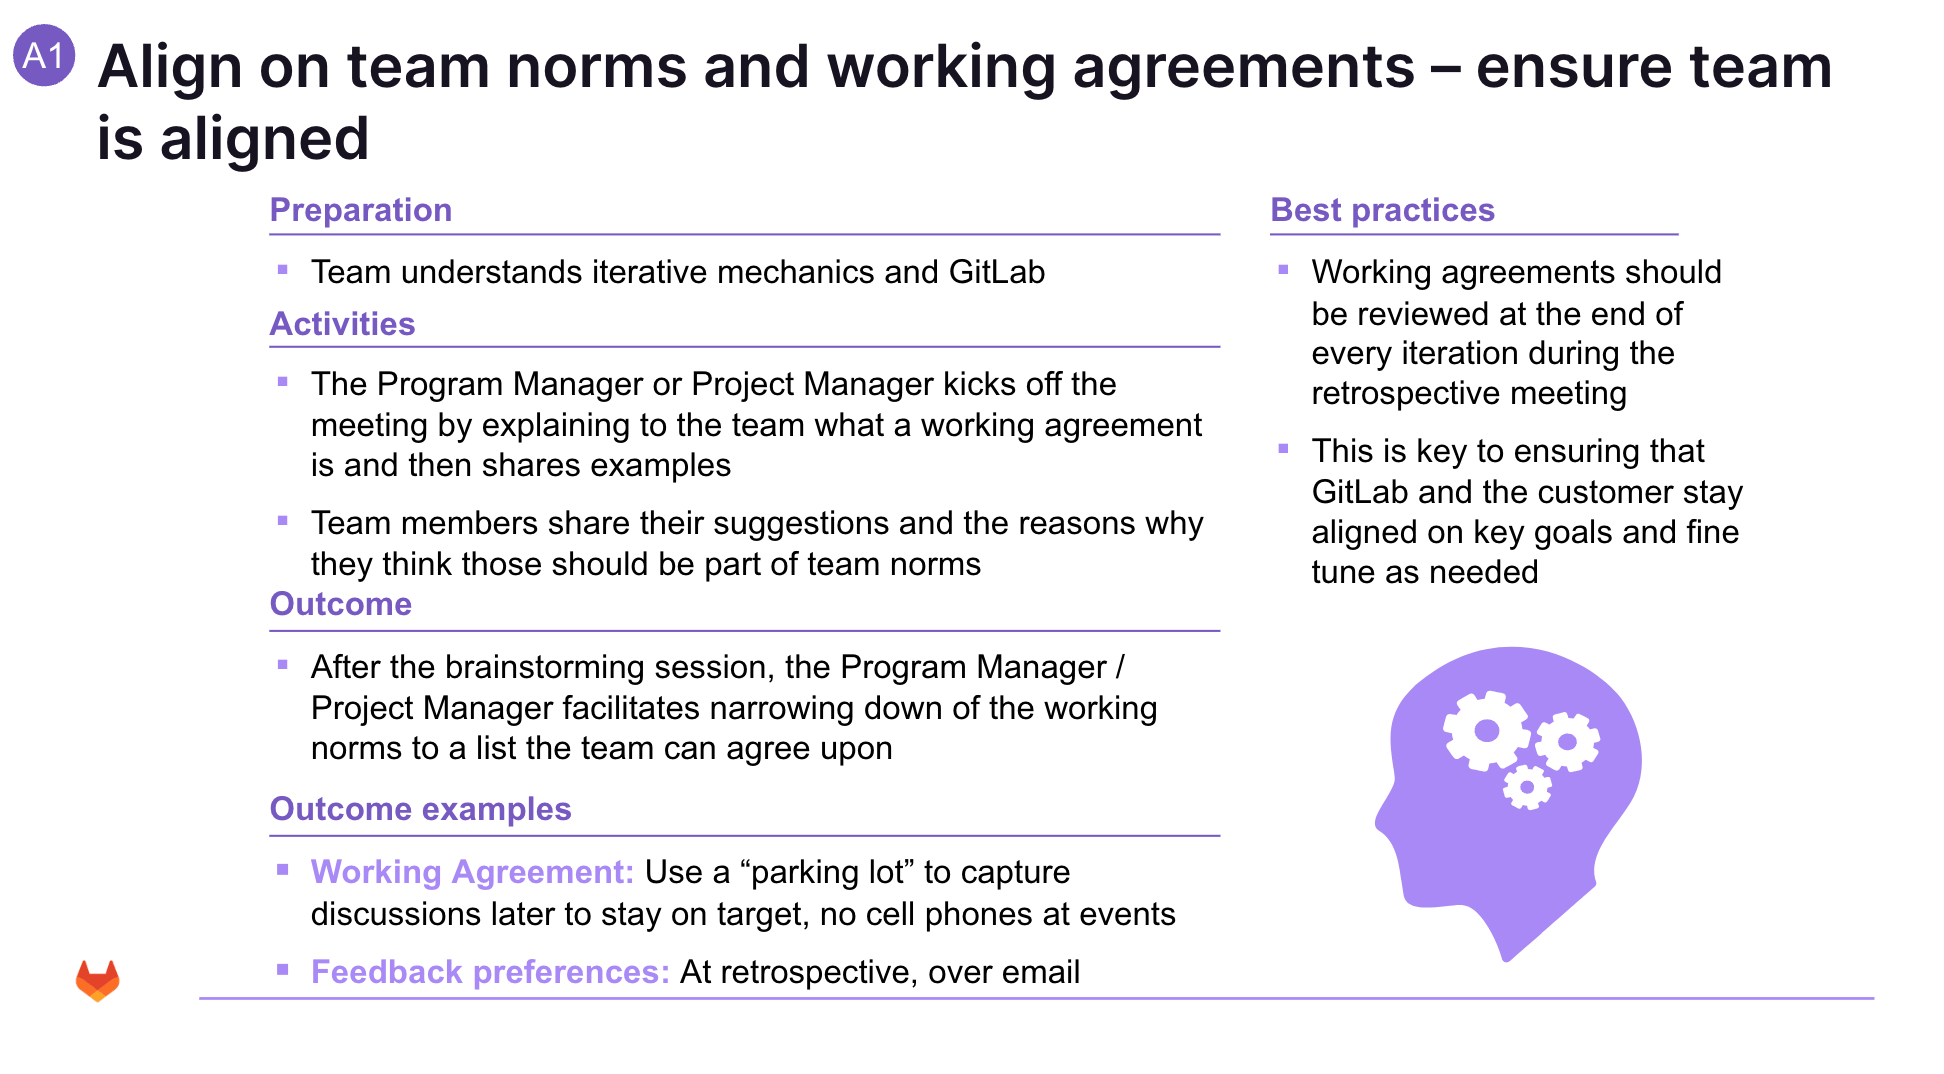 A1
Align on team norms and working agreements – ensure team
is aligned
Preparation
Team understands iterative mechanics and GitLab
Activities
The Program Manager or Project Manager kicks off the
meeting by explaining to the team what a working agreement
is and then shares examples
Team members share their suggestions and the reasons why
they think those should be part of team norms
Outcome
After the brainstorming session, the Program Manager /
Project Manager facilitates narrowing down of the working
norms to a list the team can agree upon
Outcome examples
Working Agreement: Use a “parking lot” to capture
discussions later to stay on target, no cell phones at events
Feedback preferences: At retrospective, over email
Best practices
Working agreements should
be reviewed at the end of
every iteration during the
retrospective meeting
This is key to ensuring that
GitLab and the customer stay
aligned on key goals and fine
tune as needed